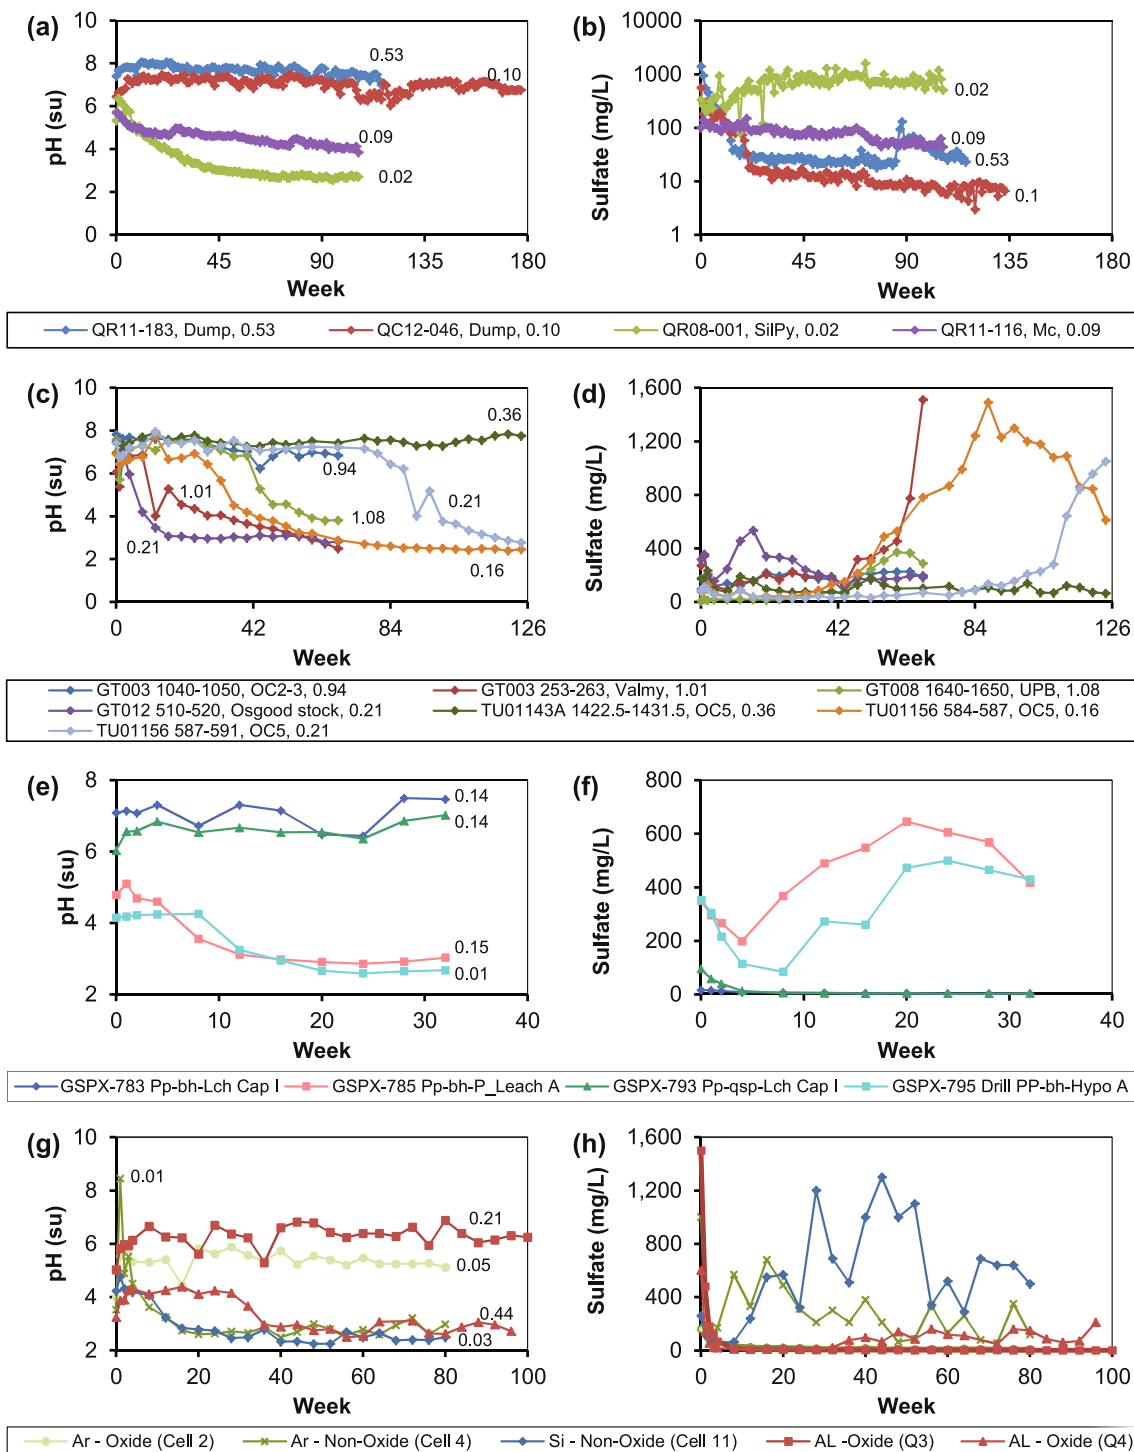 (a)
10
8
6
4
2
0
pH (su)
0.53
0.10
0.09
0.02
0 45 90 135 180
Week
(b)
10000
1000
100
10
1
Sulfate (mg/L)
0.02
0.09
0.53
0.1
0 45 90 135 180
Week
QR11-183, Dump, 0.53 QC12-046, Dump, 0.10 QR08-001, SilPy, 0.02 QR11-116, Mc, 0.09
(c)
10
8
6
4
2
0
pH (su)
0.36
0.94
1.01
0.21
1.08
0.21
0.16
0 42 84 126
Week
(d)
1,600
1,200
800
400
0
Sulfate (mg/L)
0 42 84 126
Week
GT003 1040-1050, OC2-3, 0.94 GT003 253-263, Valmy, 1.01 GT008 1640-1650, UPB, 1.08
GT012 510-520, Osgood stock, 0.21 TU01143A 1422.5-1431.5, OC5, 0.36 TU01156 584-587, OC5, 0.16
TU01156 587-591, OC5, 0.21
(e)
8
6
4
2
pH (su)
0.14
0.14
0.15
0.01
0 20 40
Week
(f)
800
600
400
200
0
Sulfate (mg/L)
0 20 40
Week
GSPX-783 Pp-bh-Lch Cap I GSPX-785 Pp-bh-P_Leach A GSPX-793 Pp-qsp-Lch Cap I GSPX-795 Drill PP-bh-Hypo A
(g)
10
8
6
4
2
pH (su)
0.01
0.21
0.05
0.44
0.03
0 20 40 60 80 100
Week
(h)
1,600
1,200
800
400
0
Sulfate (mg/L)
0 20 40 60 80 100
Week
Ar - Oxide (Cell 2) Ar - Non-Oxide (Cell 4) Si - Non-Oxide (Cell 11) AL -Oxide (Q3) AL - Oxide (Q4)